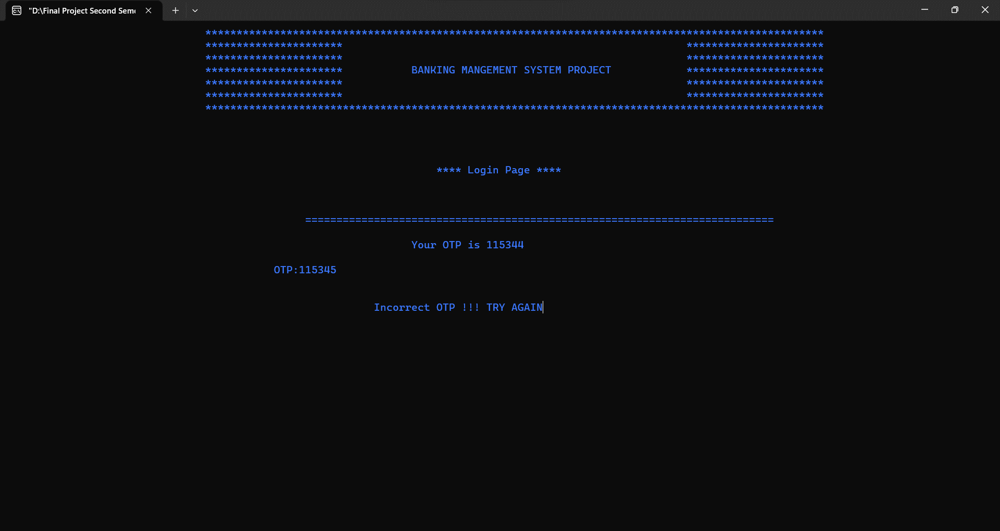 "D:\Final Project Second Seme
***************************************************************************************************
********************** **********************
********************** **********************
********************** BANKING MANGEMENT SYSTEM PROJECT **********************
********************** **********************
********************** **********************
***************************************************************************************************
**** Login Page ****
===========================================================================
Your OTP is 115344
OTP:115345
Incorrect OTP !!! TRY AGAIN